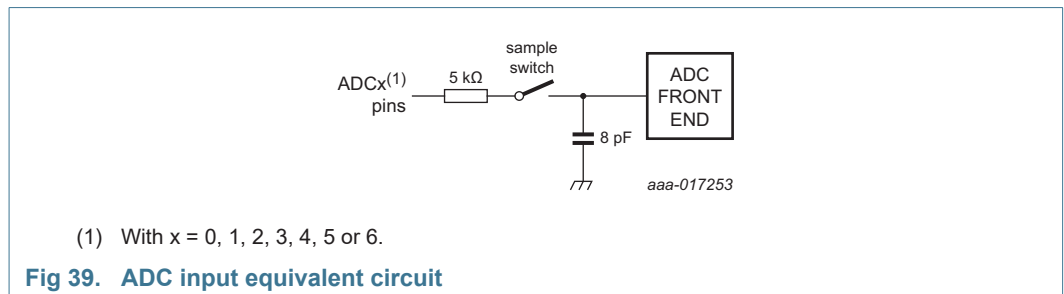 sample
switch
ADCx(1)
pins
5 kΩ
ADC
FRONT
END
8 pF
aaa-017253
(1) With x = 0, 1, 2, 3, 4, 5 or 6.
Fig 39. ADC input equivalent circuit